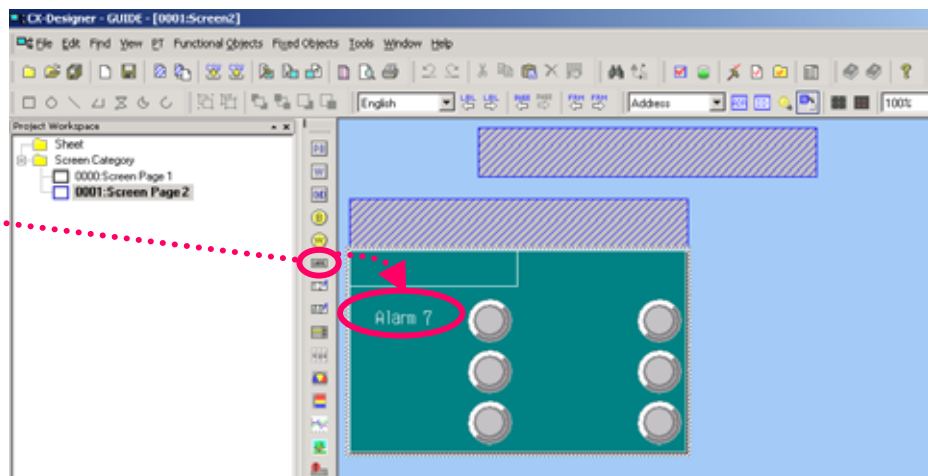 CX-Designer - GUIDE - [0001:Screen2]
File Edit Find View PT Functional Objects Fixed Objects Tools Window Help
English Address 100%
Project Workspace
Sheet
Screen Category
0000:Screen Page 1
0001:Screen Page 2
Alarm 7